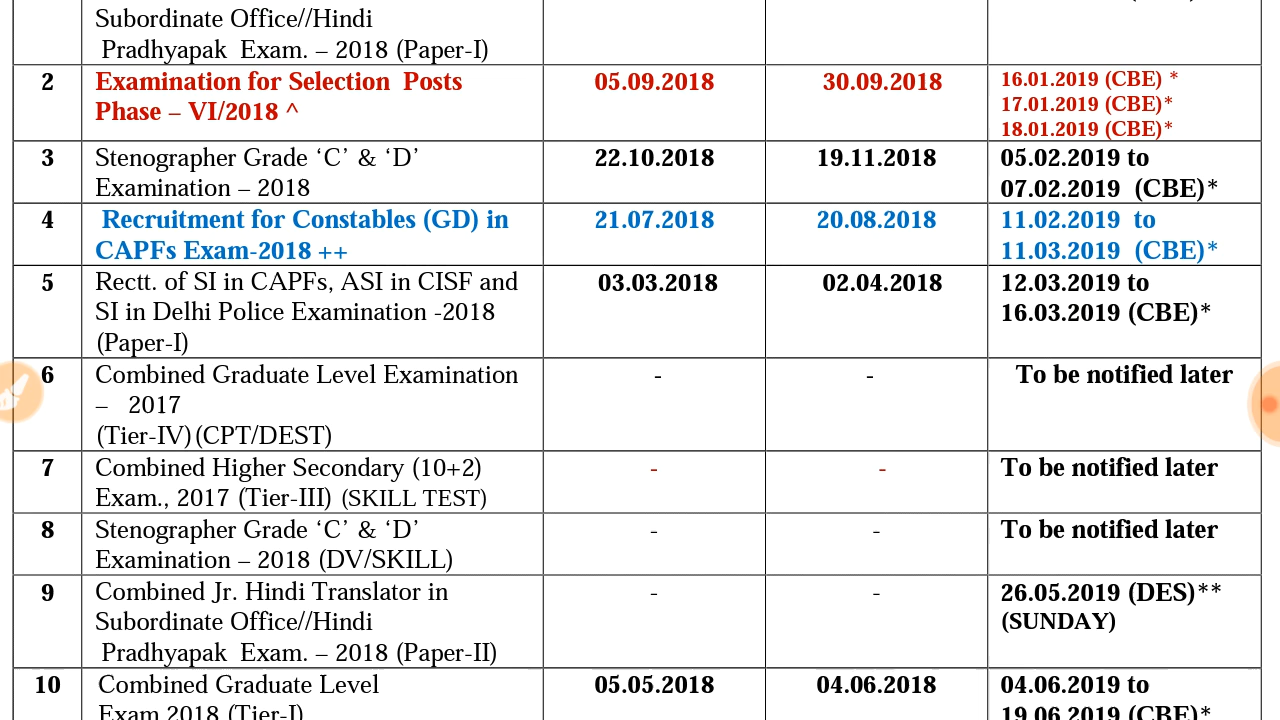 Subordinate Office//Hindi
Pradhyapak Exam. – 2018 (Paper-I)
2 Examination for Selection Posts 05.09.2018 30.09.2018 16.01.2019 (CBE) *
Phase – VI/2018 ^ 17.01.2019 (CBE)*
18.01.2019 (CBE)*
3 Stenographer Grade ‘C’ & ‘D’ 22.10.2018 19.11.2018 05.02.2019 to
Examination – 2018 07.02.2019 (CBE)*
4 Recruitment for Constables (GD) in 21.07.2018 20.08.2018 11.02.2019 to
CAPFs Exam-2018 ++ 11.03.2019 (CBE)*
5 Rectt. of SI in CAPFs, ASI in CISF and 03.03.2018 02.04.2018 12.03.2019 to
SI in Delhi Police Examination -2018 16.03.2019 (CBE)*
(Paper-I)
6 Combined Graduate Level Examination - - To be notified later
– 2017
(Tier-IV) (CPT/DEST)
7 Combined Higher Secondary (10+2) - - To be notified later
Exam., 2017 (Tier-III) (SKILL TEST)
8 Stenographer Grade ‘C’ & ‘D’ - - To be notified later
Examination – 2018 (DV/SKILL)
9 Combined Jr. Hindi Translator in - - 26.05.2019 (DES)**
Subordinate Office//Hindi (SUNDAY)
Pradhyapak Exam. – 2018 (Paper-II)
10 Combined Graduate Level 05.05.2018 04.06.2018 04.06.2019 to
Exam 2018 (Tier-I) 19.06.2019 (CBE)*